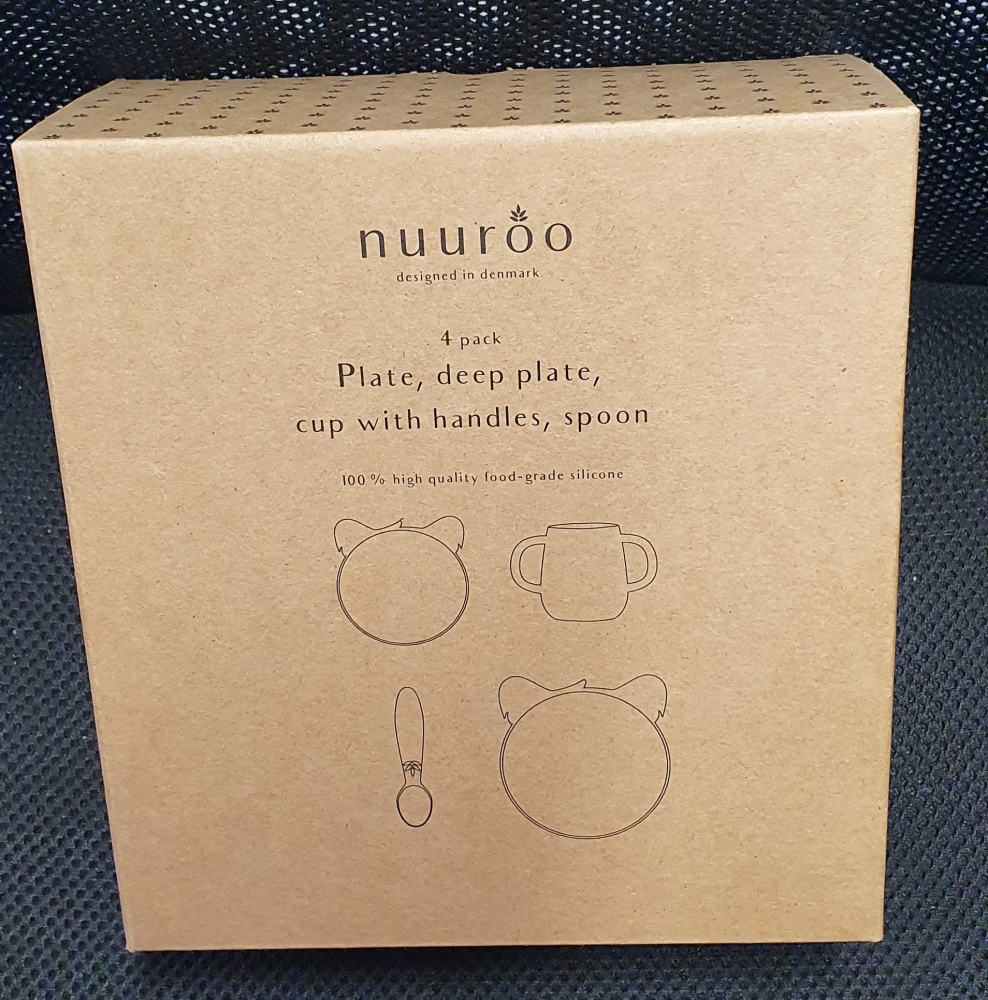 nuuroo
designed in denmark
4 pack
Plate, deep plate,
cup with handles, spoon
100 % high quality food-grade silicone